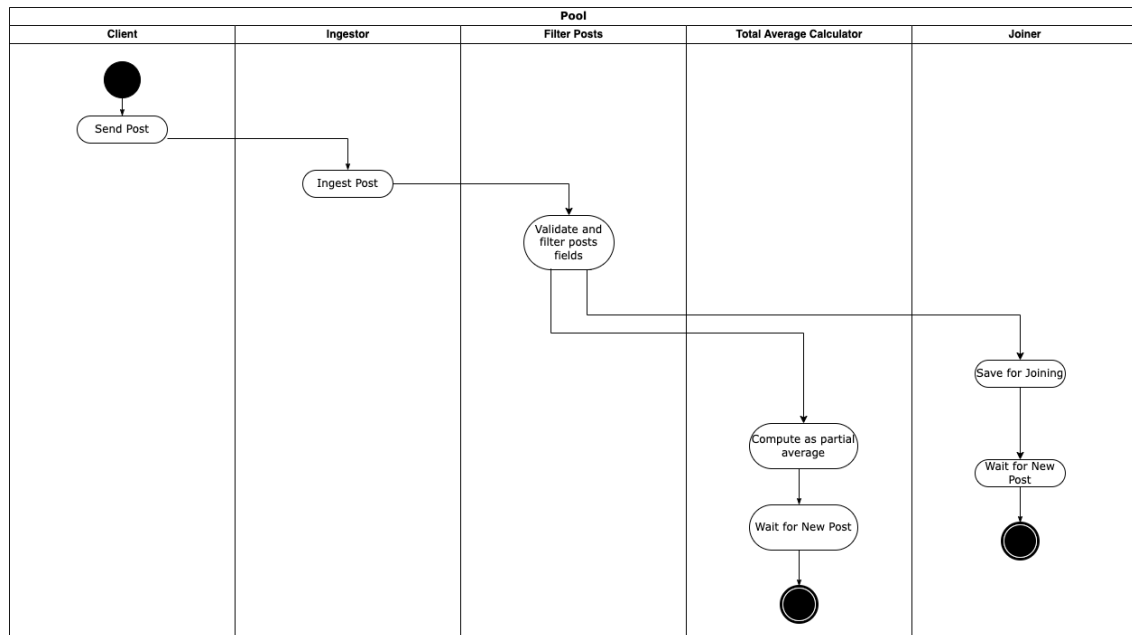 Pool
Client
Ingestor
Filter Posts
Total Average Calculator
Joiner
Send Post
Ingest Post
Validate and
filter posts
fields
Save for Joining
Compute as partial
average
Wait for New
Post
Wait for New Post